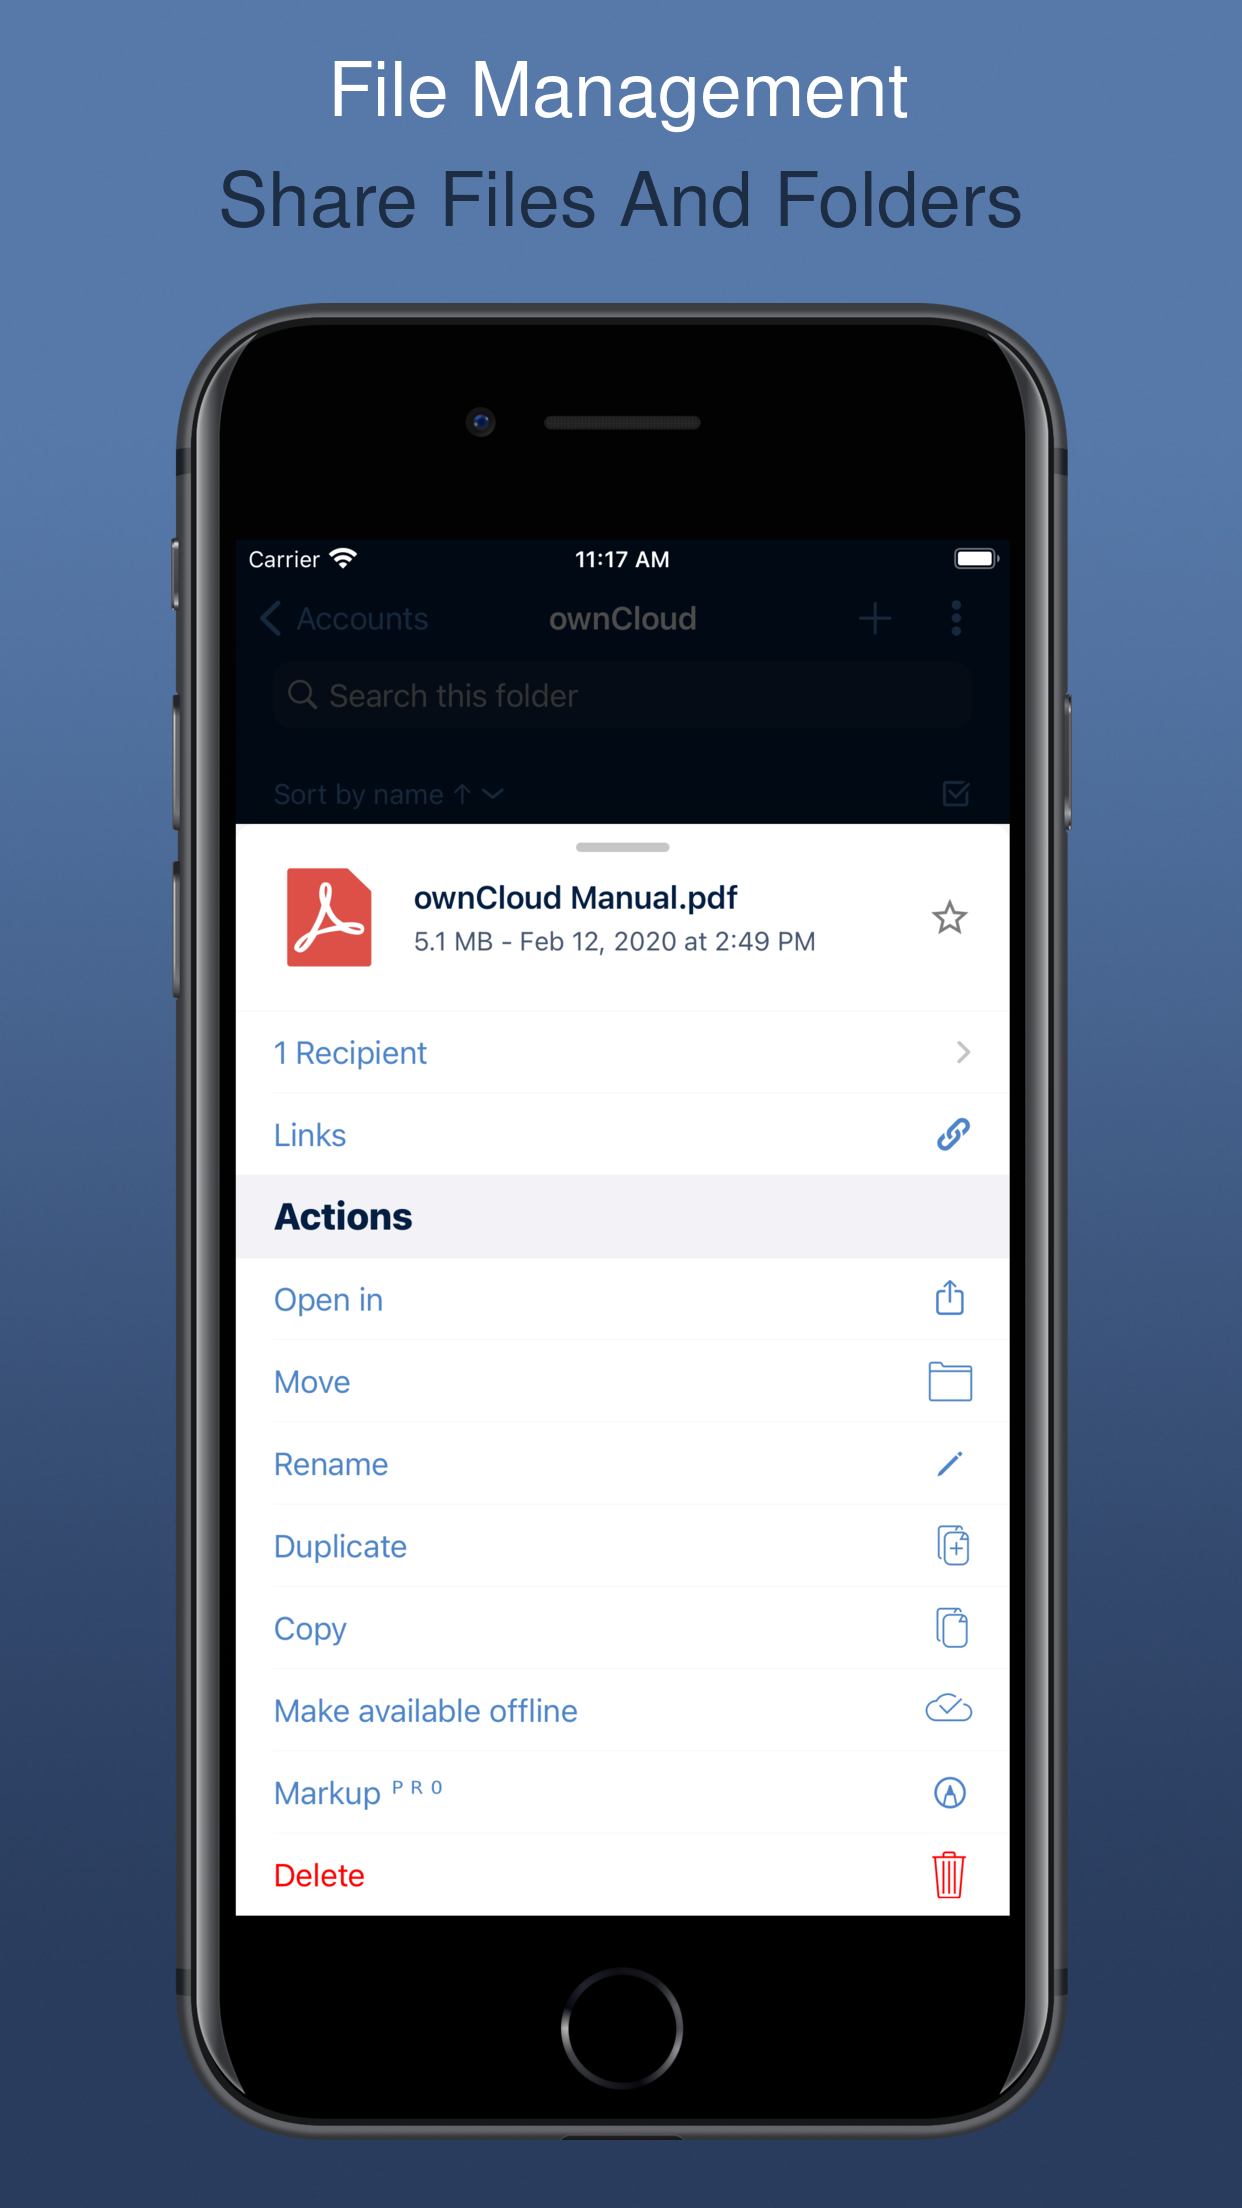 File Management
Share Files And Folders
Carrier 11:17 AM
Accounts ownCloud
Search this folder
Sort by name
ownCloud Manual.pdf
5.1 MB - Feb 12, 2020 at 2:49 PM
1 Recipient
Links
Actions
Open in
Move
Rename
Duplicate
Copy
Make available offline
Markup PRO
Delete